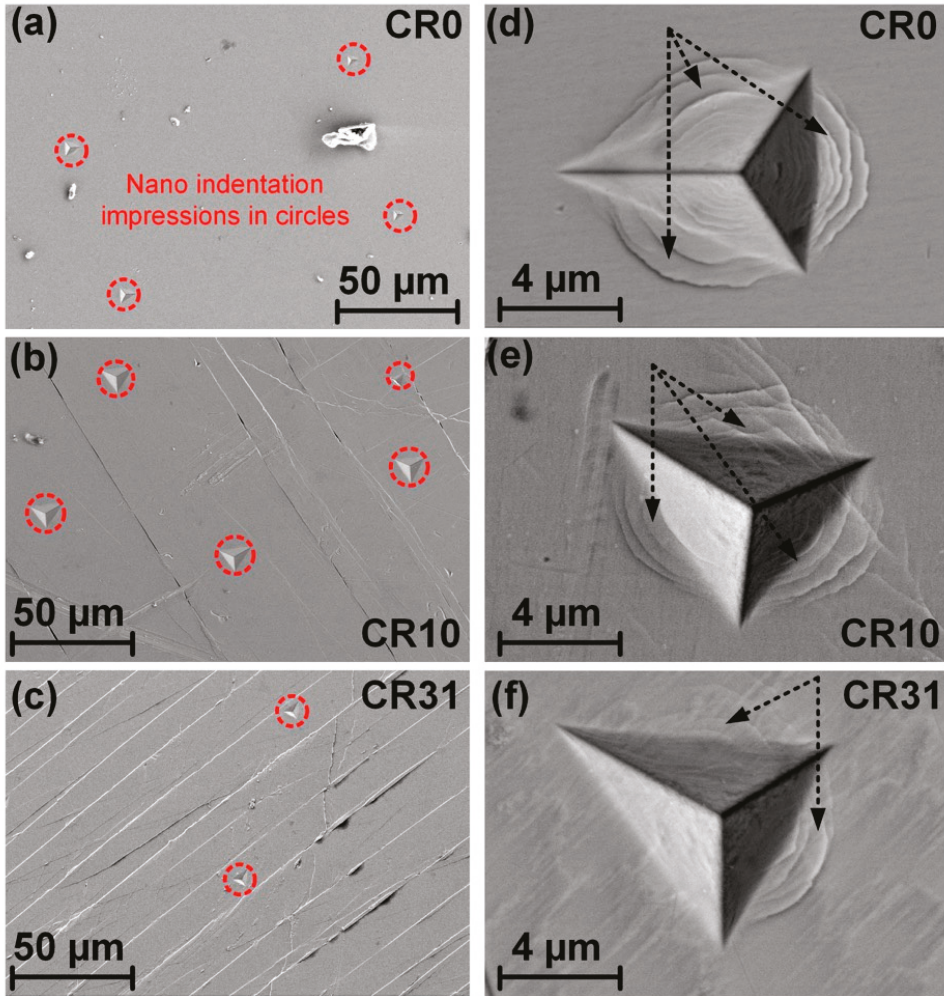 (a)
CR0
Nano indentation
impressions in circles
50 µm
(d)
CR0
4 µm
(b)
50 µm
CR10
(e)
4 µm
CR10
(c)
50 µm
(f)
CR31
4 µm